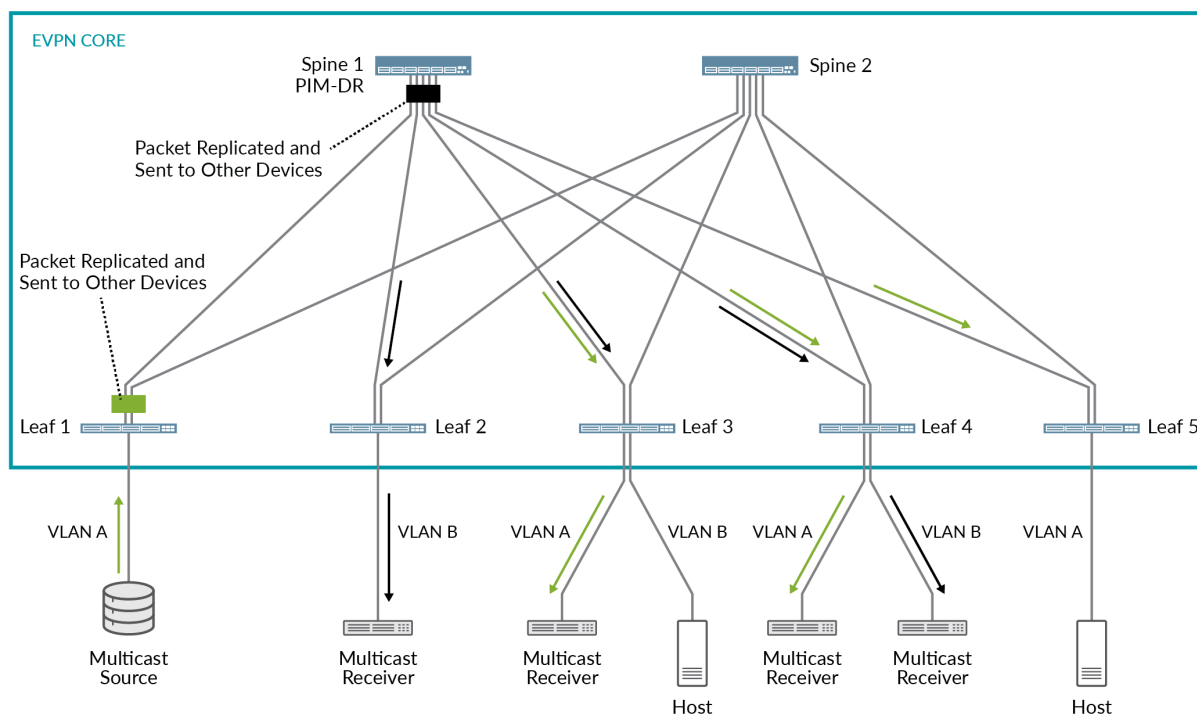 EVPN CORE
Spine 1
PIM-DR
Spine 2
Packet Replicated and
Sent to Other Devices
Packet Replicated and
Sent to Other Devices
Leaf 1
Leaf 2
Leaf 3
Leaf 4
Leaf 5
VLAN A
VLAN B
VLAN A
VLAN B
VLAN A
VLAN B
VLAN A
Multicast
Source
Multicast
Receiver
Multicast
Receiver
Host
Multicast
Receiver
Multicast
Receiver
Host